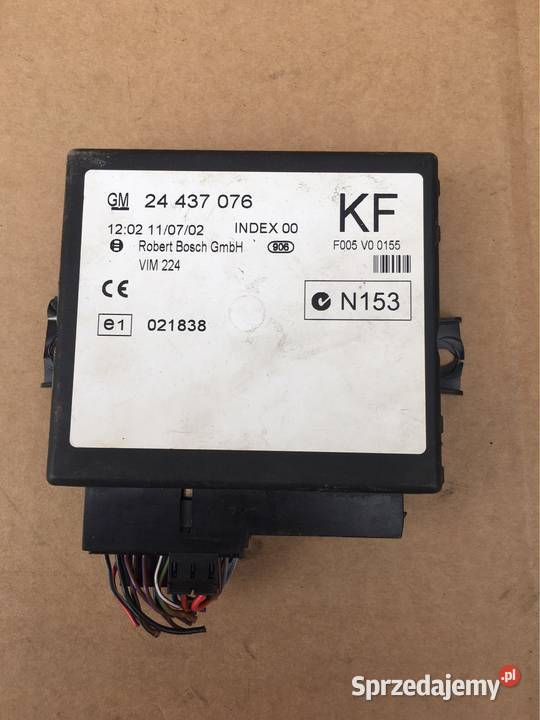 GM 24 437 076
KF
12:02 11/07/02 INDEX 00
Robert Bosch GmbH 906
F005 V0 0155
VIM 224
CE
N153
e1 021838
Sprzedajemy.pl